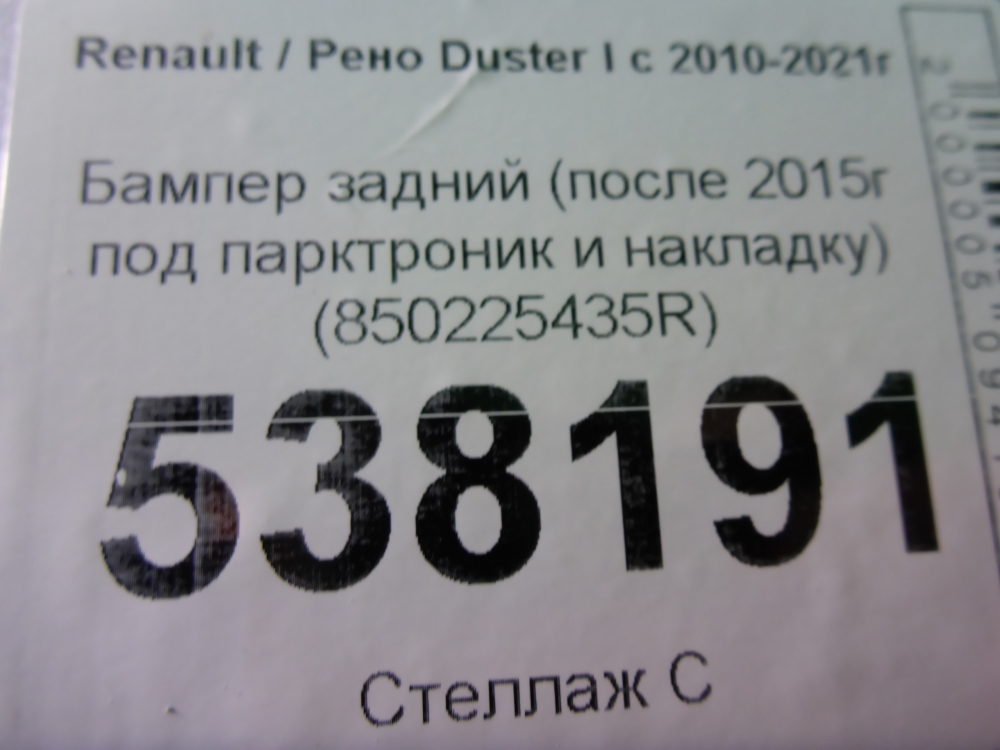 Renault / Рено Duster I с 2010-2021г
Бампер задний (после 2015г
под парктроник и накладку)
(850225435R)
538191
Стеллаж С